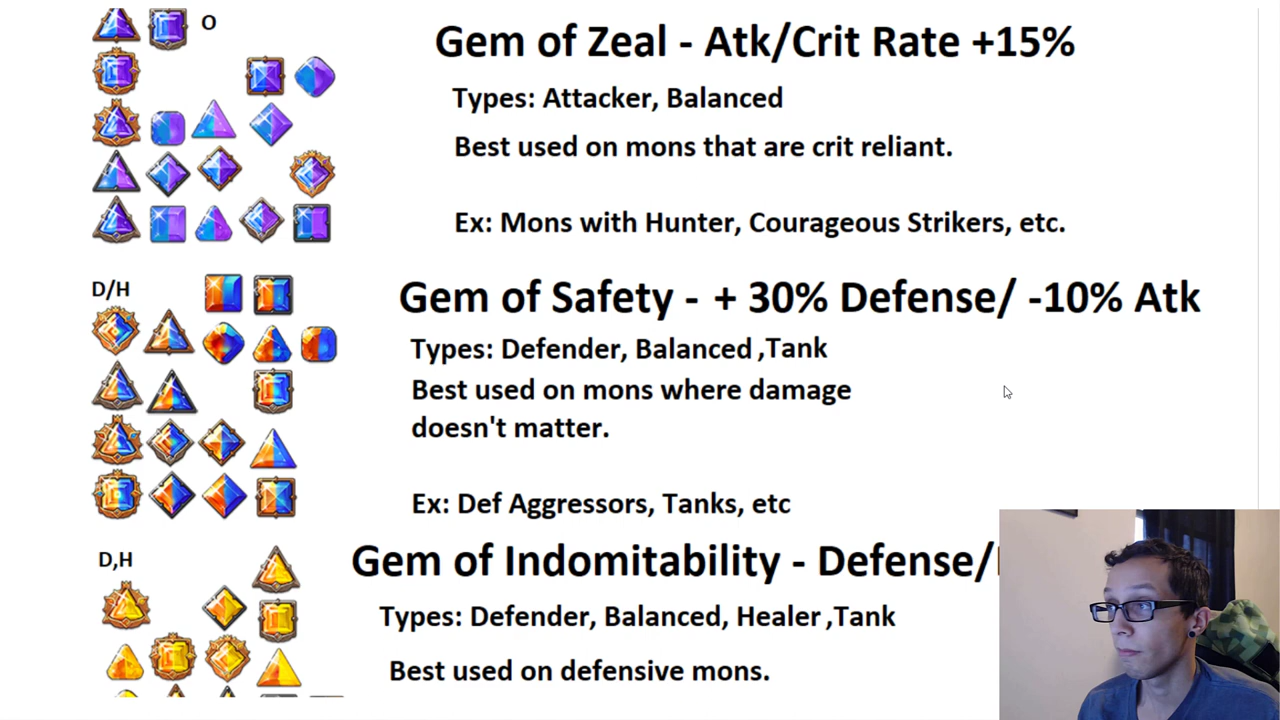 O
Gem of Zeal - Atk/Crit Rate +15%
Types: Attacker, Balanced
Best used on mons that are crit reliant.
Ex: Mons with Hunter, Courageous Strikers, etc.
D/H
Gem of Safety - + 30% Defense/ -10% Atk
Types: Defender, Balanced ,Tank
Best used on mons where damage
doesn't matter.
Ex: Def Aggressors, Tanks, etc
D,H
Gem of Indomitability - Defense/
Types: Defender, Balanced, Healer ,Tank
Best used on defensive mons.